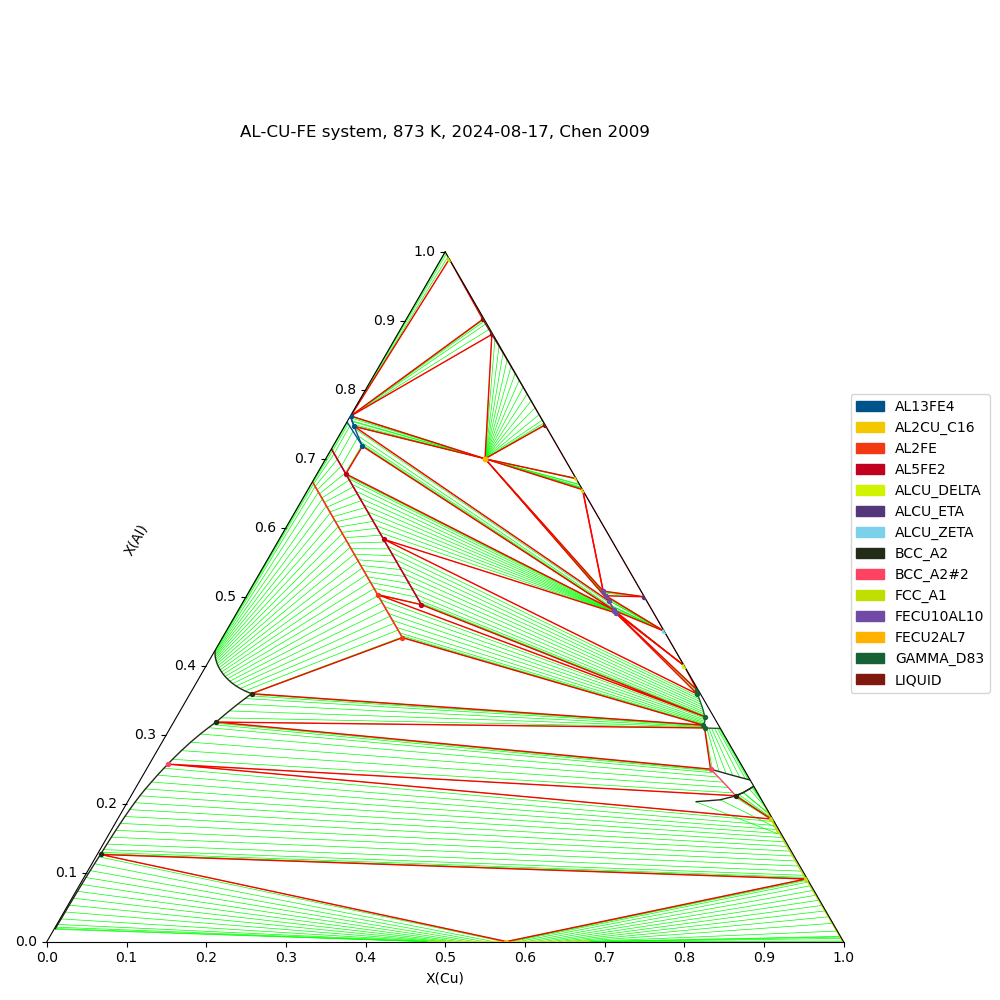 AL-CU-FE system, 873 K, 2024-08-17, Chen 2009
1.0
0.9
0.8
0.7
0.6
0.5
0.4
0.3
0.2
0.1
0.0
X(Al)
0.0 0.1 0.2 0.3 0.4 0.5 0.6 0.7 0.8 0.9 1.0
X(Cu)
AL13FE4
AL2CU_C16
AL2FE
AL5FE2
ALCU_DELTA
ALCU_ETA
ALCU_ZETA
BCC_A2
BCC_A2#2
FCC_A1
FECU10AL10
FECU2AL7
GAMMA_D83
LIQUID